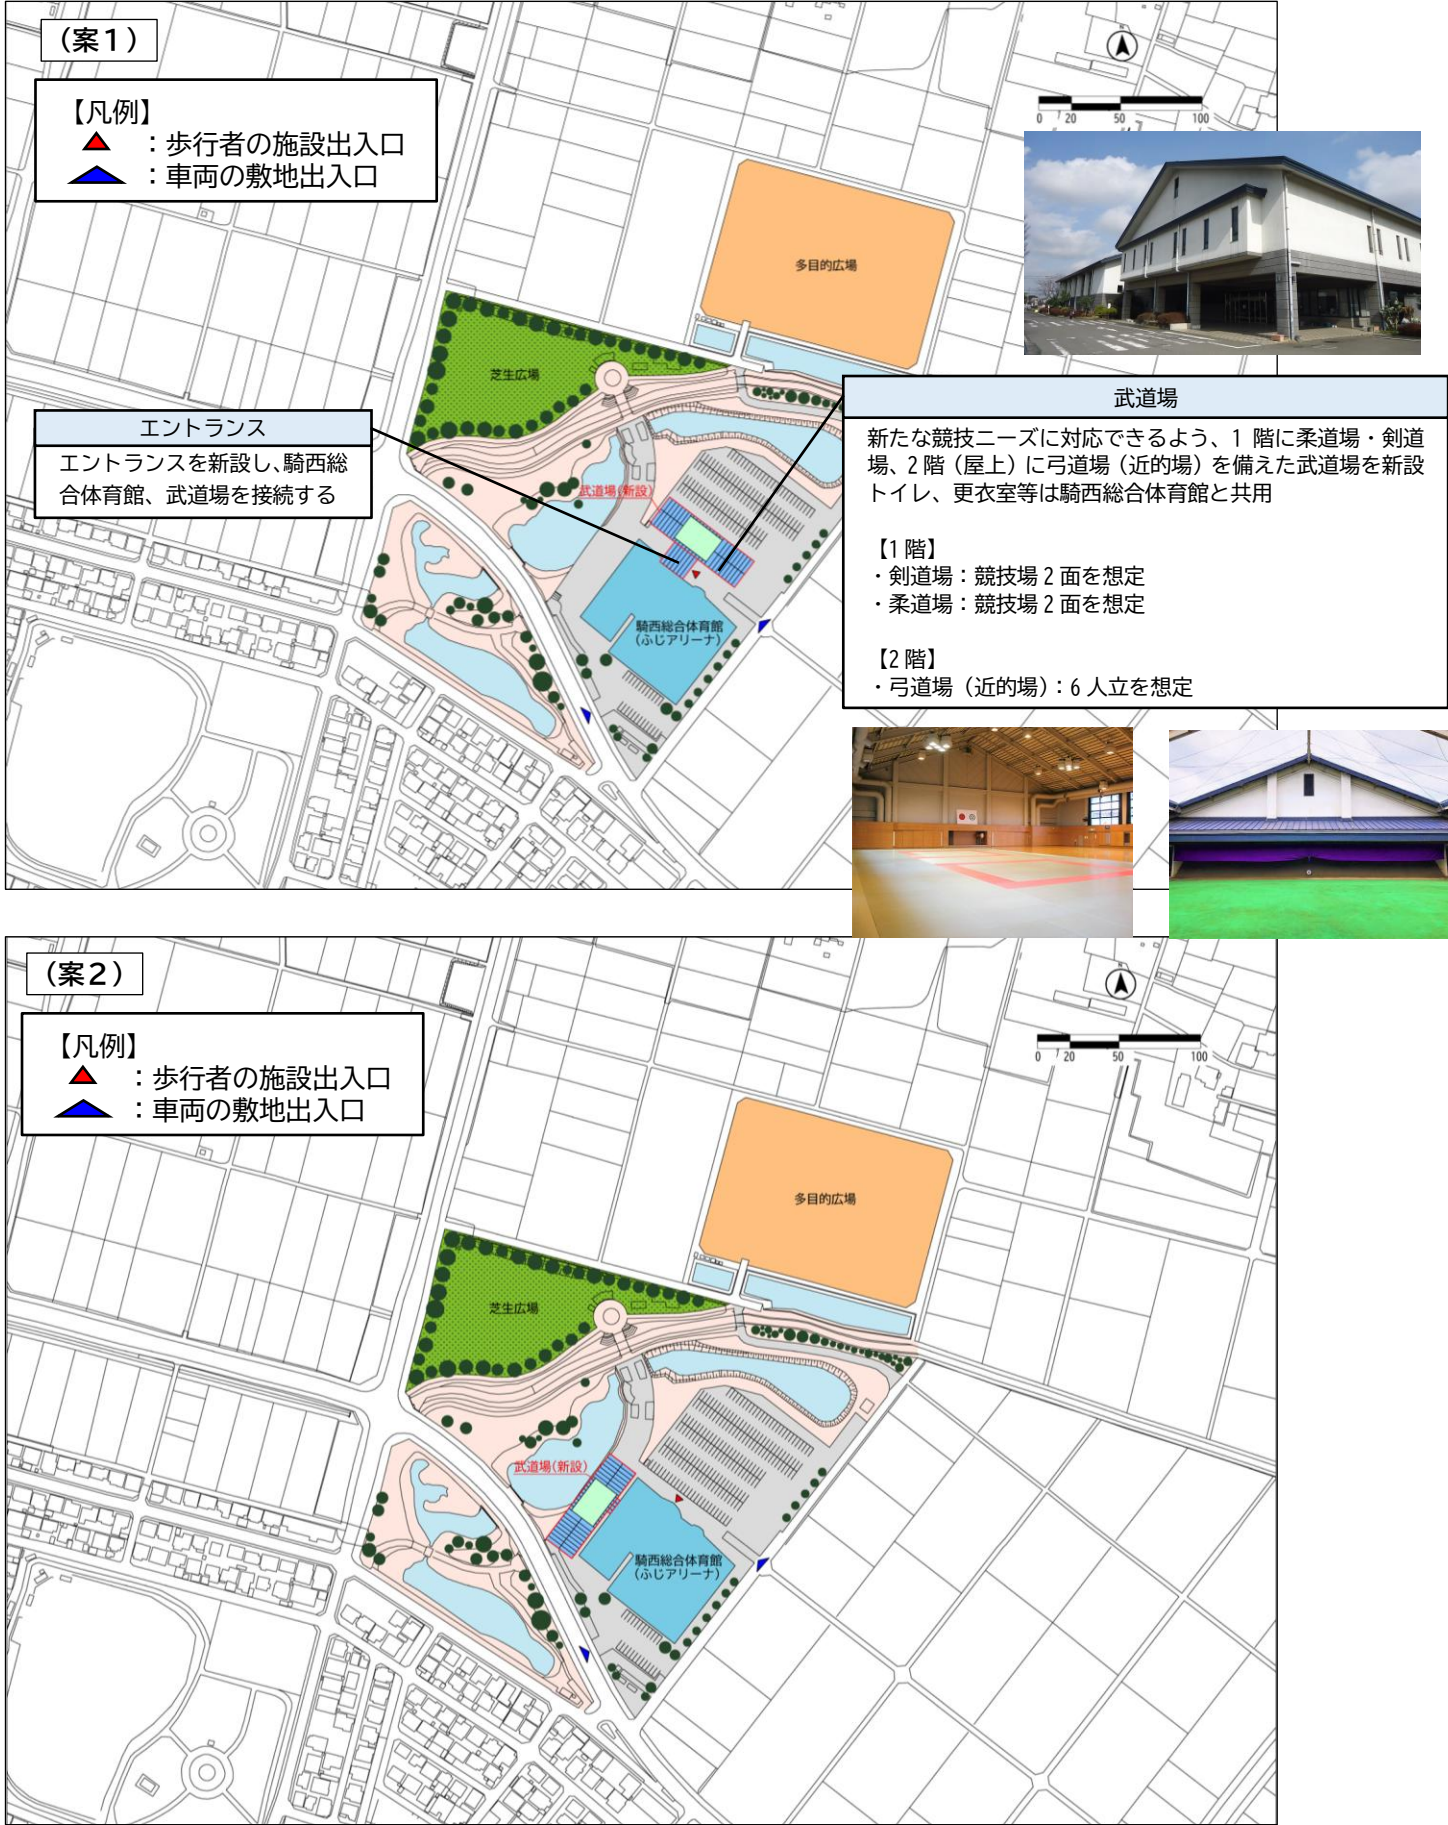 （案１）
【凡例】
：歩行者の施設出入口
：車両の敷地出入口
0 20 50 100
多目的広場
芝生広場
エントランス
エントランスを新設し、騎西総
合体育館、武道場を接続する
武道場(新設)
騎西総合体育館
(ふじアリーナ)
武道場
新たな競技ニーズに対応できるよう、1 階に柔道場・剣道
場、2 階（屋上）に弓道場（近的場）を備えた武道場を新設
トイレ、更衣室等は騎西総合体育館と共用
【1 階】
・剣道場：競技場 2 面を想定
・柔道場：競技場 2 面を想定
【2 階】
・弓道場（近的場）：6 人立を想定
（案２）
【凡例】
：歩行者の施設出入口
：車両の敷地出入口
0 20 50 100
多目的広場
芝生広場
武道場(新設)
騎西総合体育館
(ふじアリーナ)